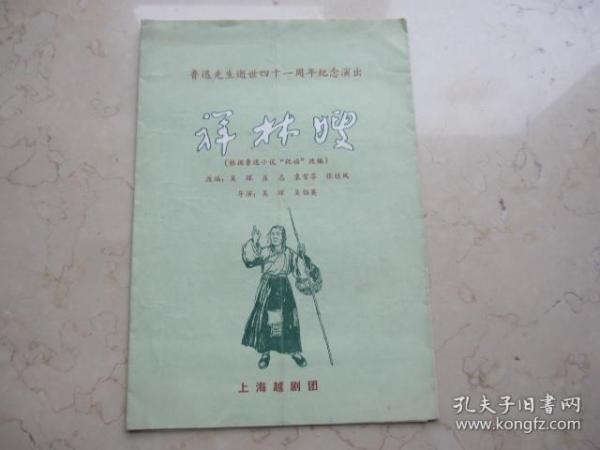 鲁迅先生逝世四十一周年纪念演出
祥林嫂
（根据鲁迅小说“祝福”改编）
改编：吴琛 庄志 袁雪芬 张桂凤
导演：吴琛 吴伯英
上海越剧团
孔夫子旧书网
www.kongfz.com